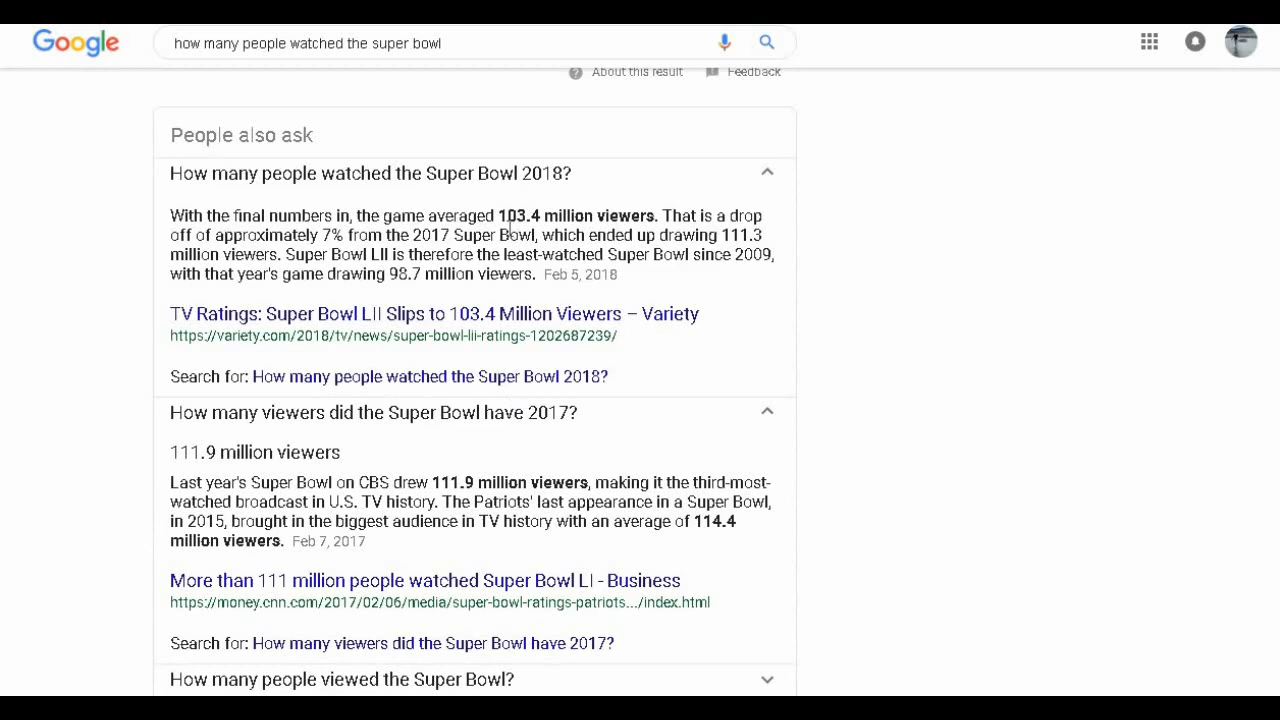 Google
how many people watched the super bowl
About this result Feedback
People also ask
How many people watched the Super Bowl 2018?
With the final numbers in, the game averaged 103.4 million viewers. That is a drop
off of approximately 7% from the 2017 Super Bowl, which ended up drawing 111.3
million viewers. Super Bowl LII is therefore the least-watched Super Bowl since 2009,
with that year's game drawing 98.7 million viewers. Feb 5, 2018
TV Ratings: Super Bowl LII Slips to 103.4 Million Viewers – Variety
https://variety.com/2018/tv/news/super-bowl-lii-ratings-1202687239/
Search for: How many people watched the Super Bowl 2018?
How many viewers did the Super Bowl have 2017?
111.9 million viewers
Last year's Super Bowl on CBS drew 111.9 million viewers, making it the third-most-
watched broadcast in U.S. TV history. The Patriots' last appearance in a Super Bowl,
in 2015, brought in the biggest audience in TV history with an average of 114.4
million viewers. Feb 7, 2017
More than 111 million people watched Super Bowl LI - Business
https://money.cnn.com/2017/02/06/media/super-bowl-ratings-patriots.../index.html
Search for: How many viewers did the Super Bowl have 2017?
How many people viewed the Super Bowl?